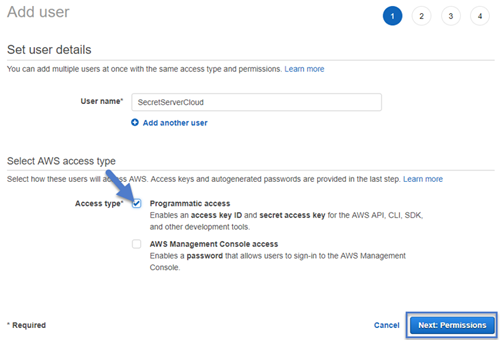 Add user
1 2 3 4
Set user details
You can add multiple users at once with the same access type and permissions. Learn more
User name* SecretServerCloud
Add another user
Select AWS access type
Select how these users will access AWS. Access keys and autogenerated passwords are provided in the last step. Learn more
Access type* Programmatic access
Enables an access key ID and secret access key for the AWS API, CLI, SDK,
and other development tools.
AWS Management Console access
Enables a password that allows users to sign-in to the AWS Management
Console.
* Required Cancel Next: Permissions